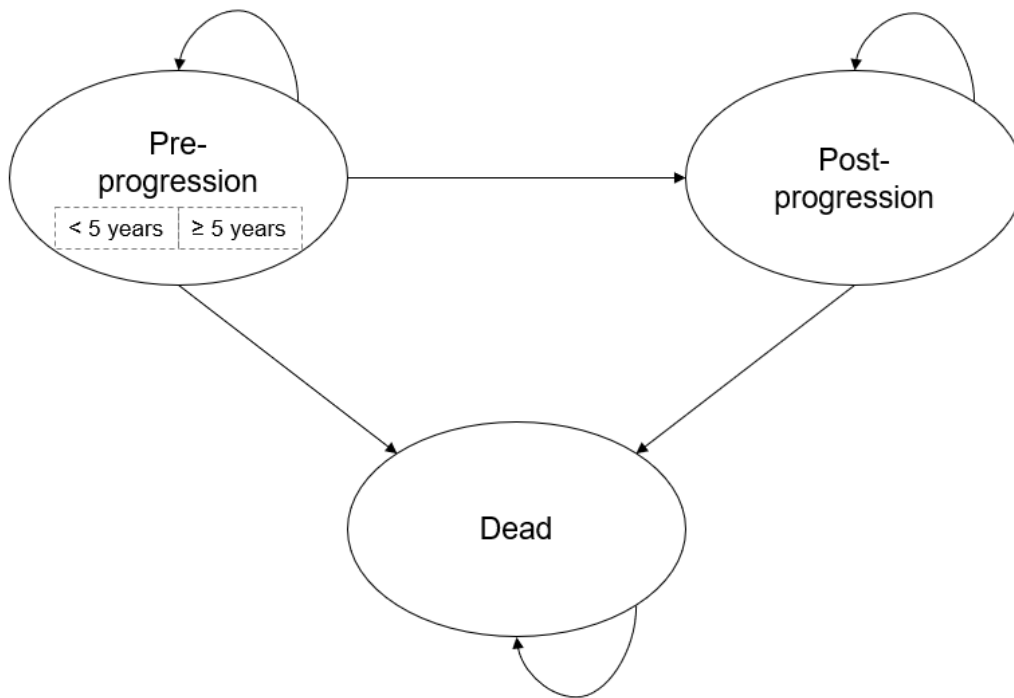 Pre-
progression
< 5 years
≥ 5 years
Post-
progression
Dead